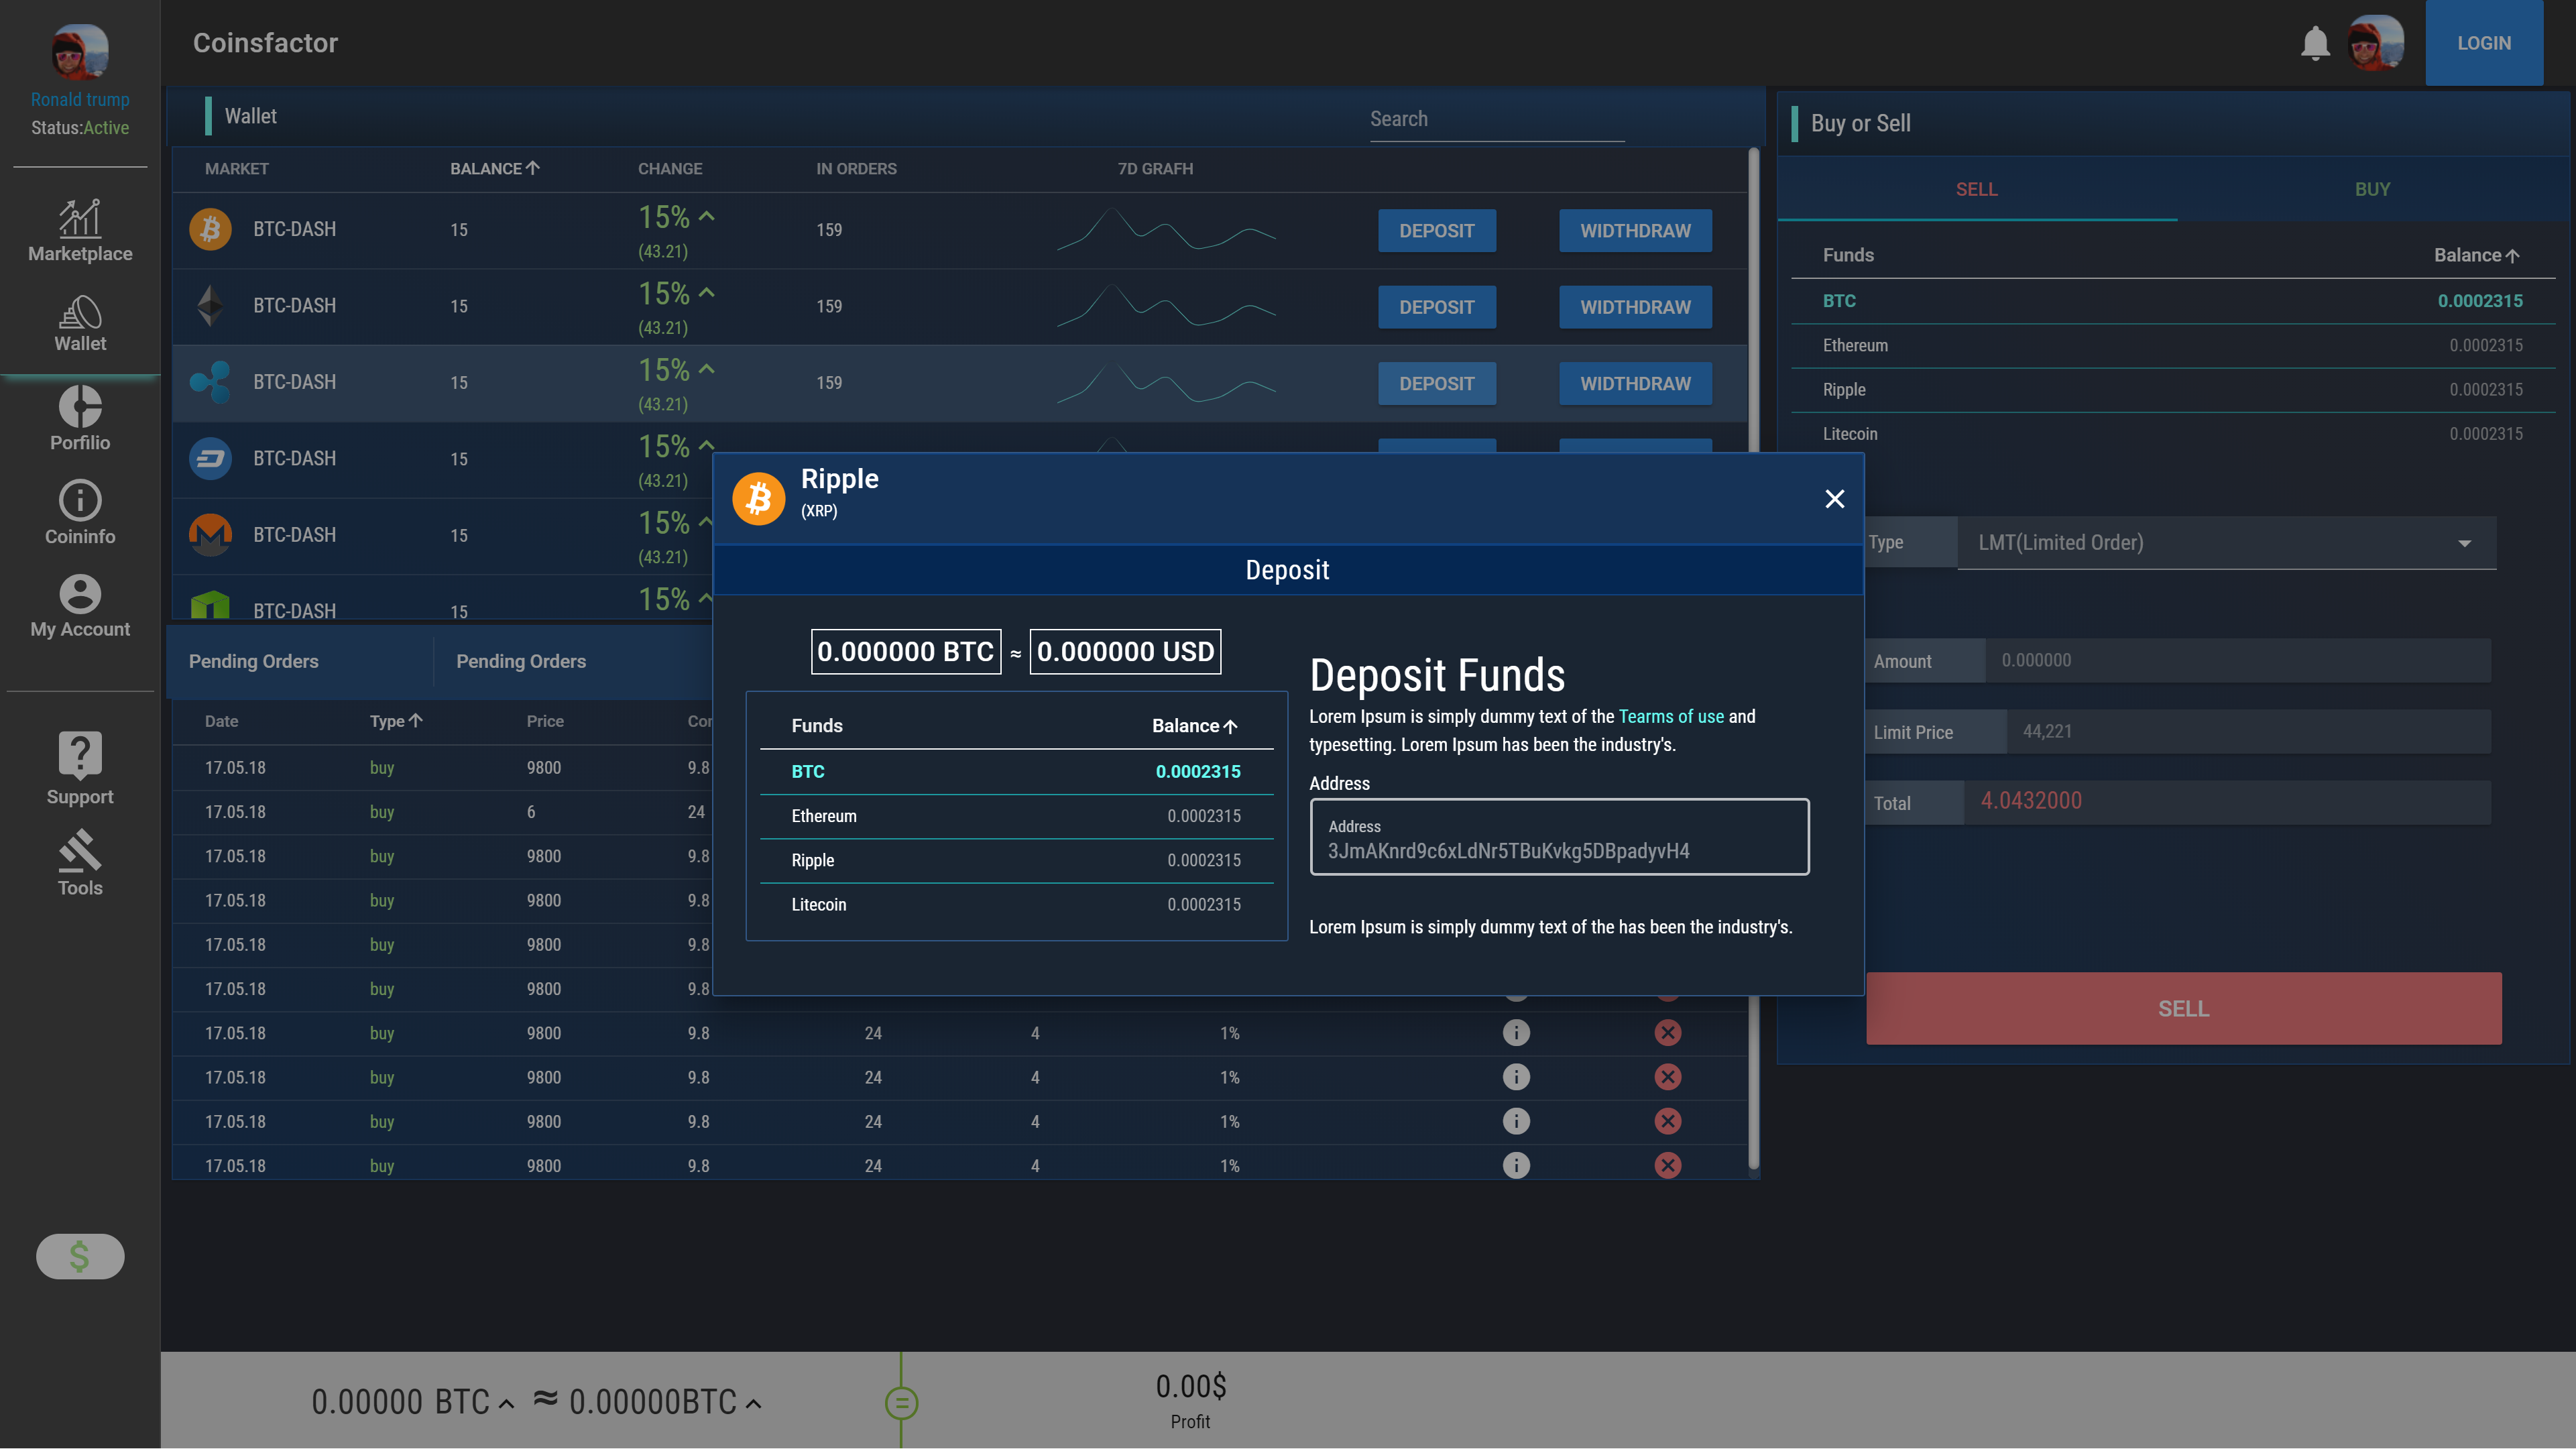 Coinsfactor
LOGIN
Ronald trump
Status:Active
Marketplace
Wallet
Porfilio
Coininfo
My Account
Support
Tools
$
Wallet
Search
MARKET BALANCE CHANGE IN ORDERS 7D GRAFH
BTC-DASH 15 15% (43.21) 159 DEPOSIT WIDTHDRAW
BTC-DASH 15 15% (43.21) 159 DEPOSIT WIDTHDRAW
BTC-DASH 15 15% (43.21) 159 DEPOSIT WIDTHDRAW
BTC-DASH 15 15% (43.21)
BTC-DASH 15 15% (43.21)
BTC-DASH 15 15%
Pending Orders Pending Orders
Date Type Price
17.05.18 buy 9800 9.8
17.05.18 buy 6 24
17.05.18 buy 9800 9.8
17.05.18 buy 9800 9.8
17.05.18 buy 9800 9.8
17.05.18 buy 9800 9.8
17.05.18 buy 9800 9.8 24 4 1%
17.05.18 buy 9800 9.8 24 4 1%
17.05.18 buy 9800 9.8 24 4 1%
17.05.18 buy 9800 9.8 24 4 1%
Ripple
(XRP)
Deposit
0.000000 BTC ≈ 0.000000 USD
Funds Balance
BTC 0.0002315
Ethereum 0.0002315
Ripple 0.0002315
Litecoin 0.0002315
Deposit Funds
Lorem Ipsum is simply dummy text of the Tearms of use and
typesetting. Lorem Ipsum has been the industry's.
Address
Address
3JmAKnrd9c6xLdNr5TBuKvkg5DBpadyvH4
Lorem Ipsum is simply dummy text of the has been the industry's.
Buy or Sell
SELL BUY
Funds Balance
BTC 0.0002315
Ethereum 0.0002315
Ripple 0.0002315
Litecoin 0.0002315
Type LMT(Limited Order)
Amount 0.000000
Limit Price 44,221
Total 4.0432000
SELL
0.00000 BTC ≈ 0.00000BTC
0.00$
Profit